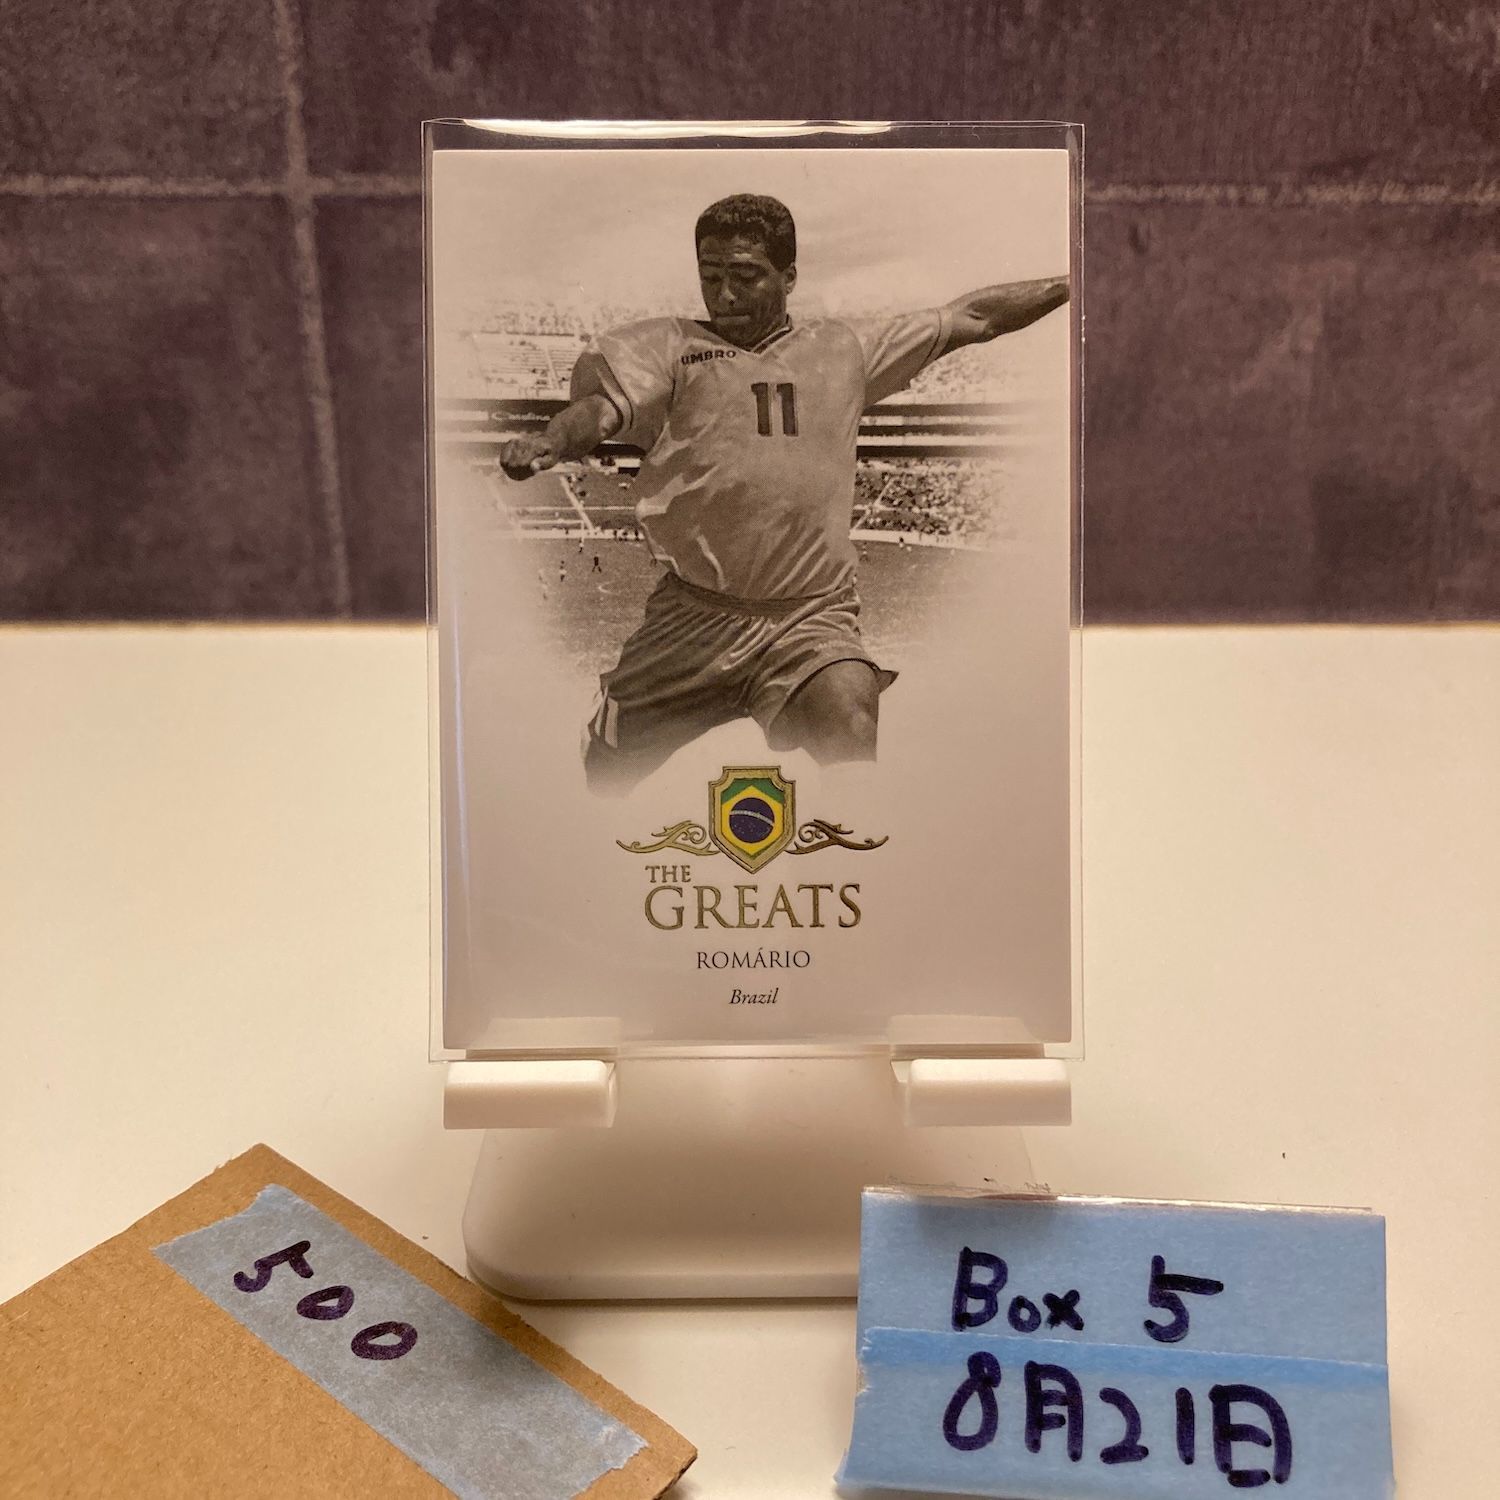 UMBRO
11
THE
GREATS
ROMÁRIO
Brazil
500
Box 5
8月21日